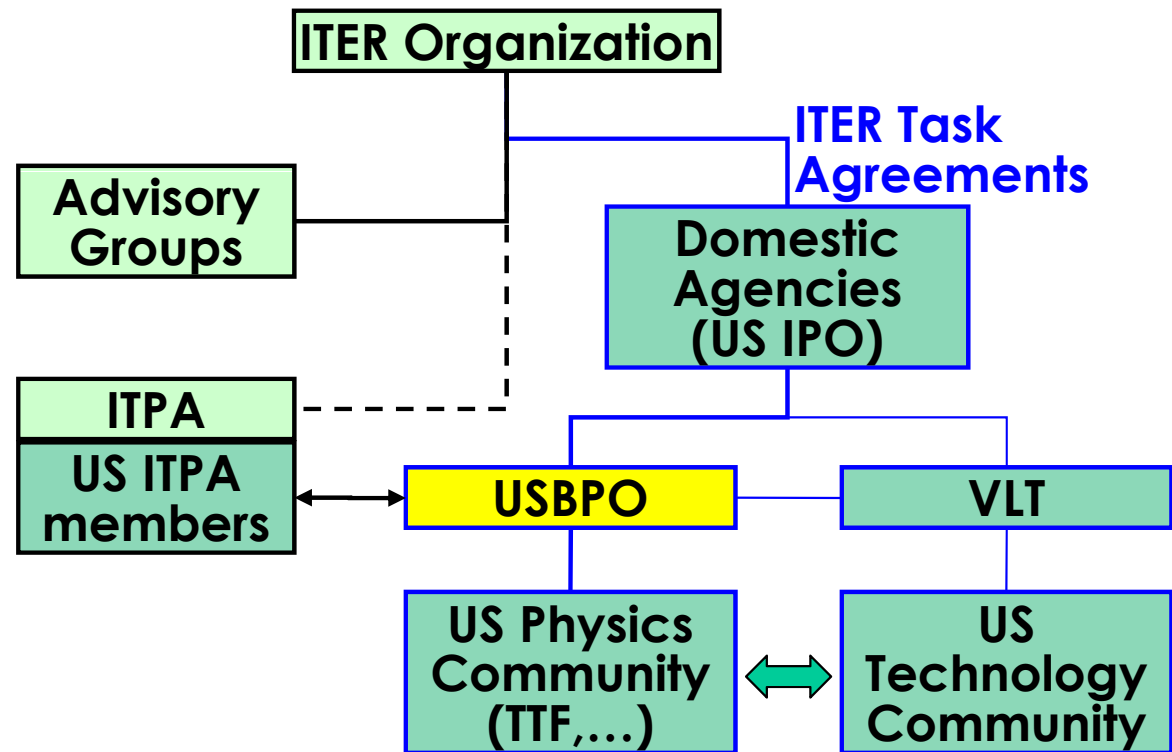 ITER Organization
ITER Task
Agreements
Advisory
Groups
Domestic
Agencies
(US IPO)
ITPA
US ITPA
members
USBPO
VLT
US Physics
Community
(TTF,…)
US
Technology
Community